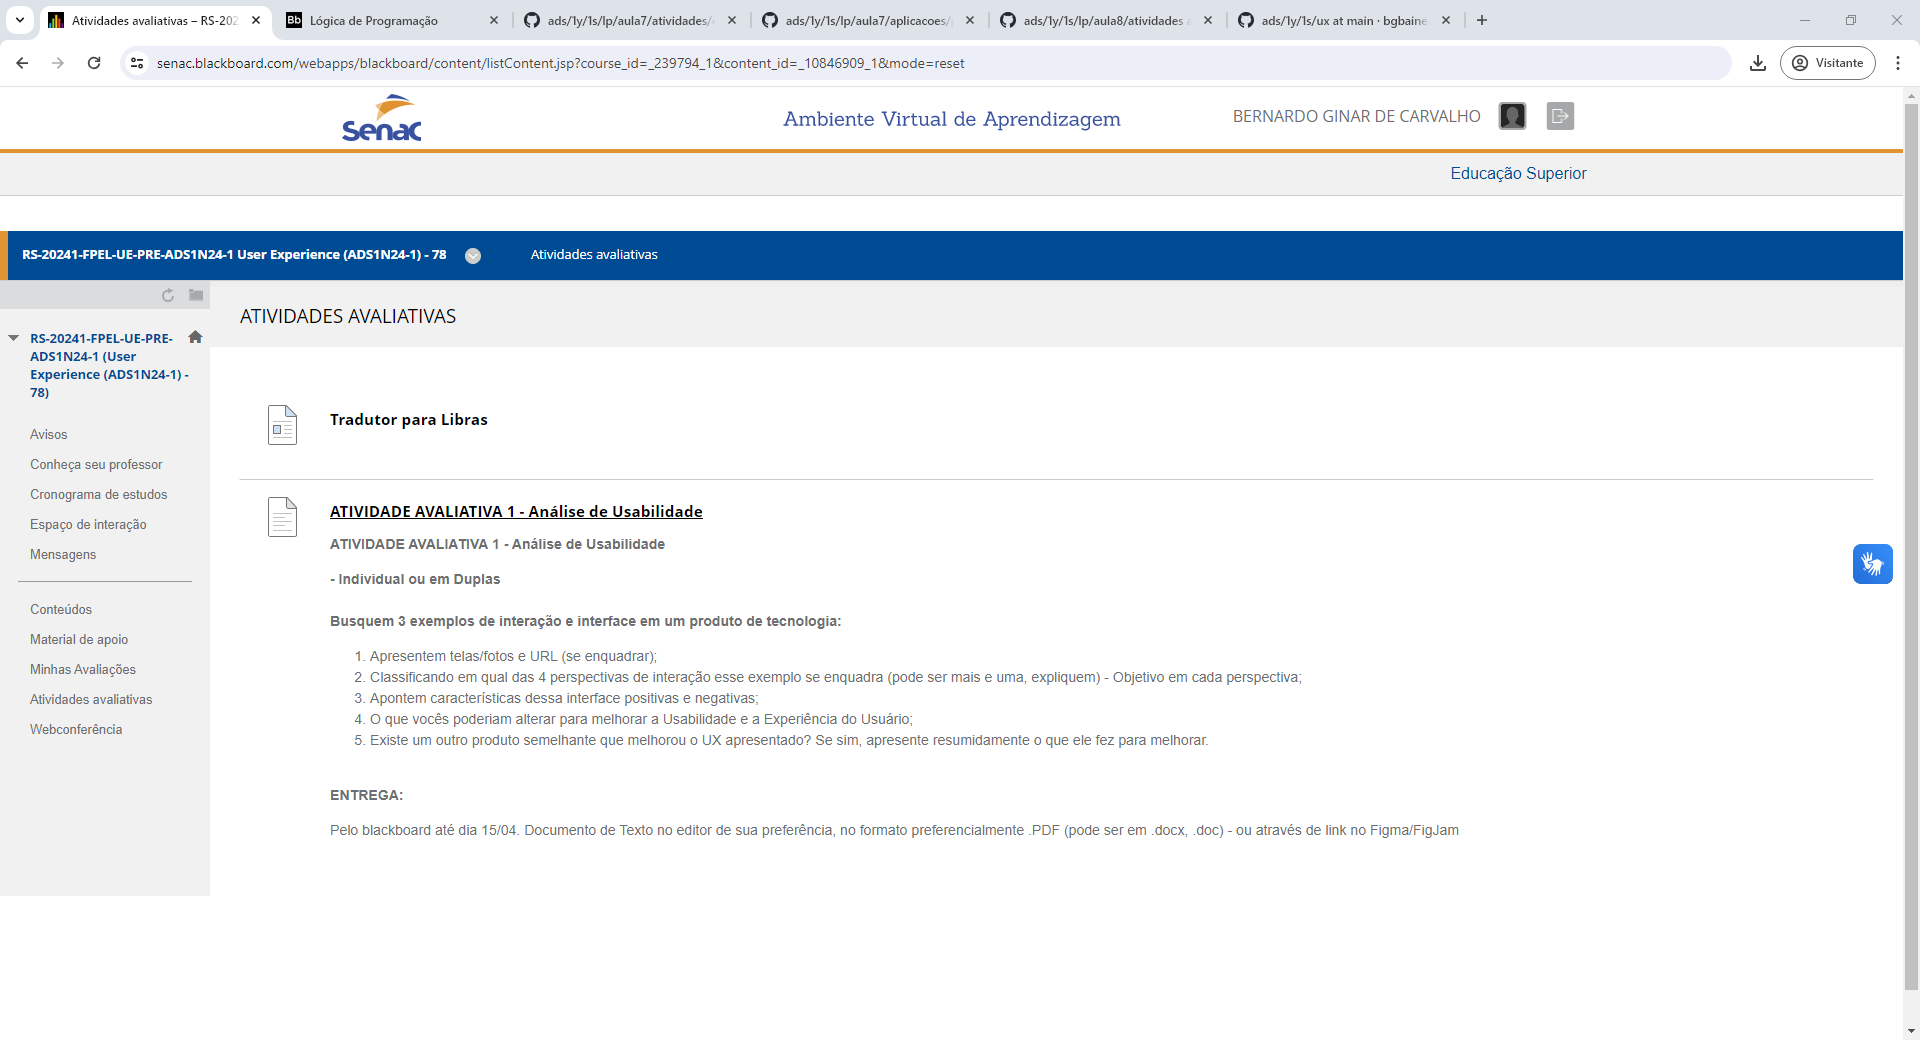 Atividades avaliativas – RS-202
Lógica de Programação
ads/1y/1s/lp/aula7/atividades/
ads/1y/1s/lp/aula7/aplicacoes/
ads/1y/1s/lp/aula8/atividades
ads/1y/1s/ux at main · bgbaine
senac.blackboard.com/webapps/blackboard/content/listContent.jsp?course_id=_239794_1&content_id=_10846909_1&mode=reset
Visitante
Senac
Ambiente Virtual de Aprendizagem
BERNARDO GINAR DE CARVALHO
Educação Superior
RS-20241-FPEL-UE-PRE-ADS1N24-1 User Experience (ADS1N24-1) - 78
Atividades avaliativas
RS-20241-FPEL-UE-PRE-
ADS1N24-1 (User
Experience (ADS1N24-1) -
78)
Avisos
Conheça seu professor
Cronograma de estudos
Espaço de interação
Mensagens
Conteúdos
Material de apoio
Minhas Avaliações
Atividades avaliativas
Webconferência
ATIVIDADES AVALIATIVAS
Tradutor para Libras
ATIVIDADE AVALIATIVA 1 - Análise de Usabilidade
ATIVIDADE AVALIATIVA 1 - Análise de Usabilidade
- Individual ou em Duplas
Busquem 3 exemplos de interação e interface em um produto de tecnologia:
1. Apresentem telas/fotos e URL (se enquadrar);
2. Classificando em qual das 4 perspectivas de interação esse exemplo se enquadra (pode ser mais e uma, expliquem) - Objetivo em cada perspectiva;
3. Apontem características dessa interface positivas e negativas;
4. O que vocês poderiam alterar para melhorar a Usabilidade e a Experiência do Usuário;
5. Existe um outro produto semelhante que melhorou o UX apresentado? Se sim, apresente resumidamente o que ele fez para melhorar.
ENTREGA:
Pelo blackboard até dia 15/04. Documento de Texto no editor de sua preferência, no formato preferencialmente .PDF (pode ser em .docx, .doc) - ou através de link no Figma/FigJam